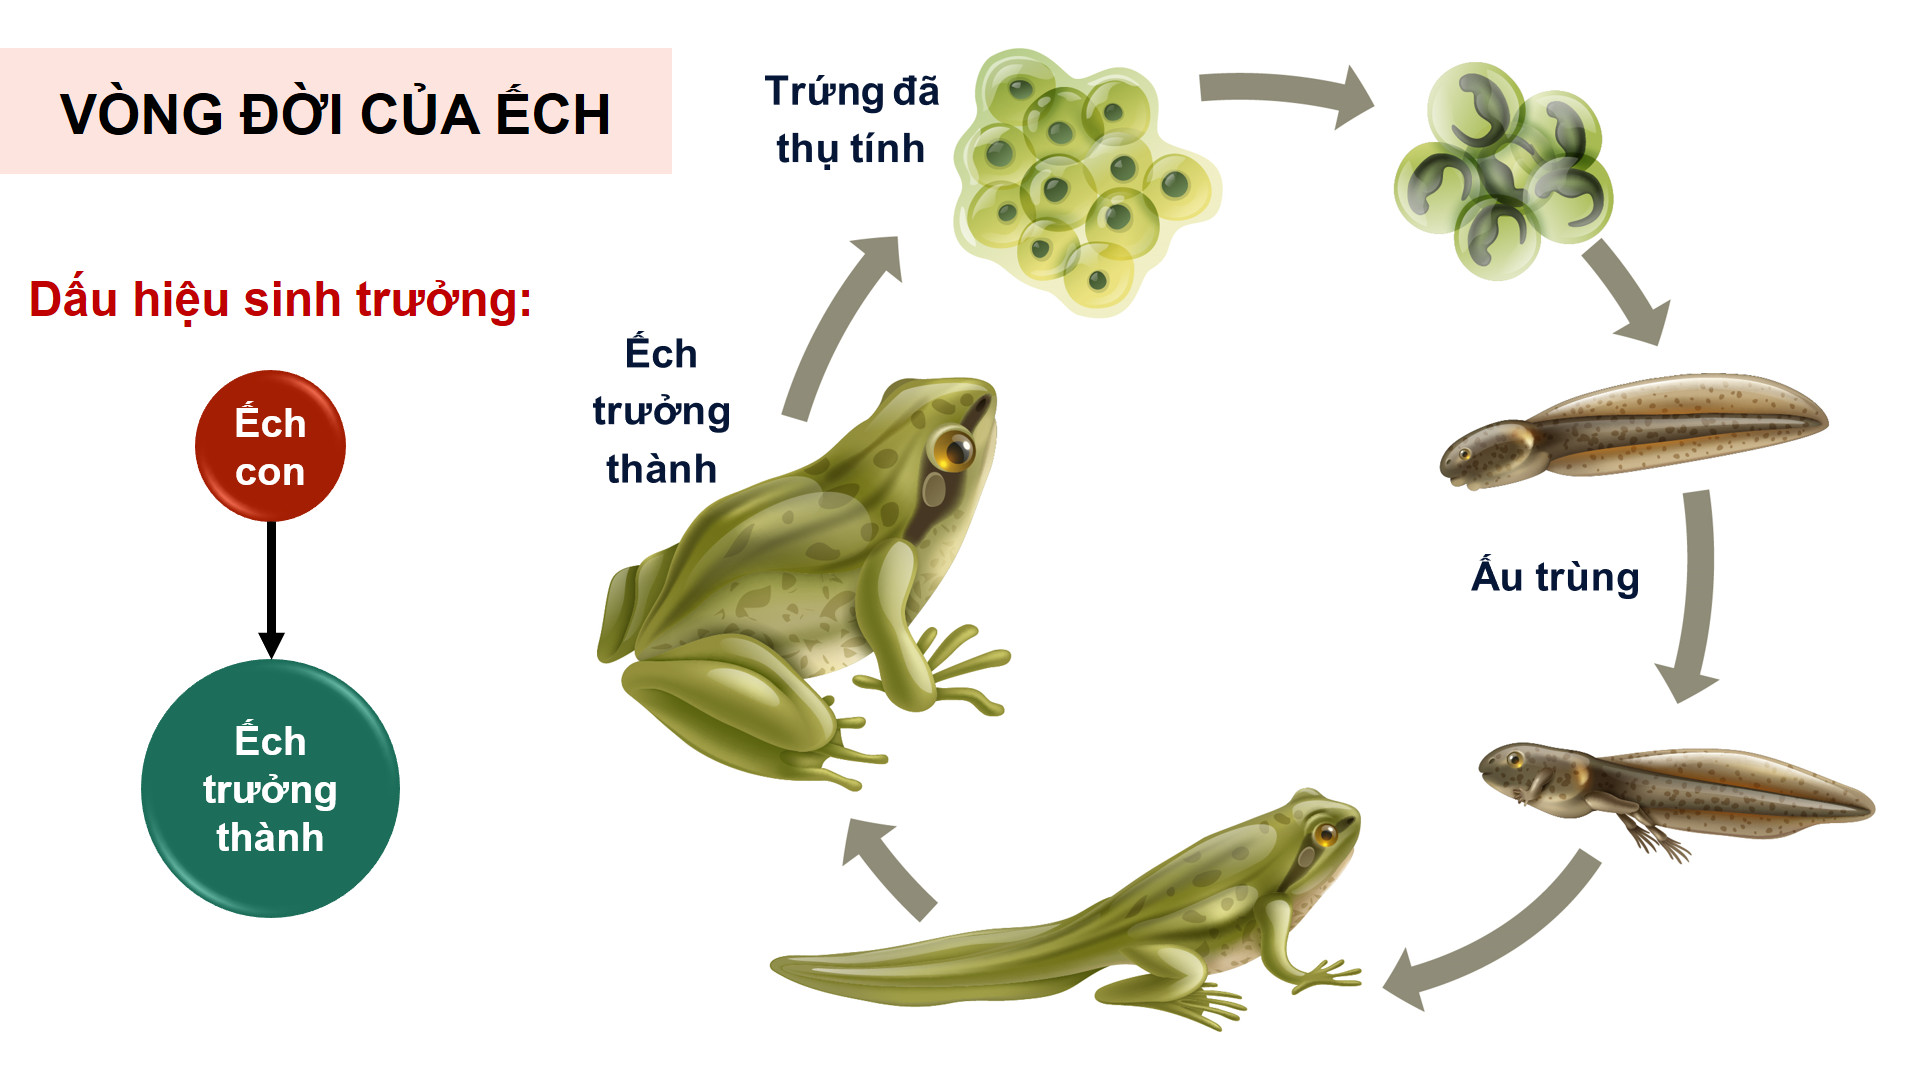 VÒNG ĐỜI CỦA ẾCH
Dấu hiệu sinh trưởng:
Ếch
con
Ếch
trưởng
thành
Trứng đã
thụ tính
Ếch
trưởng
thành
Ấu trùng